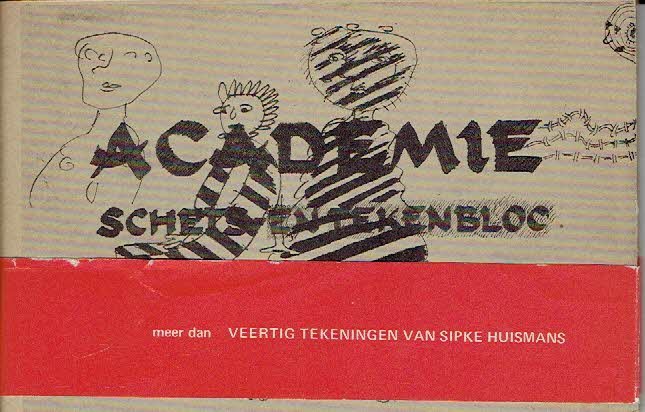 ACADEMIE
SCHETS-EN TEKENBLOC.
meer dan VEERTIG TEKENINGEN VAN SIPKE HUISMANS